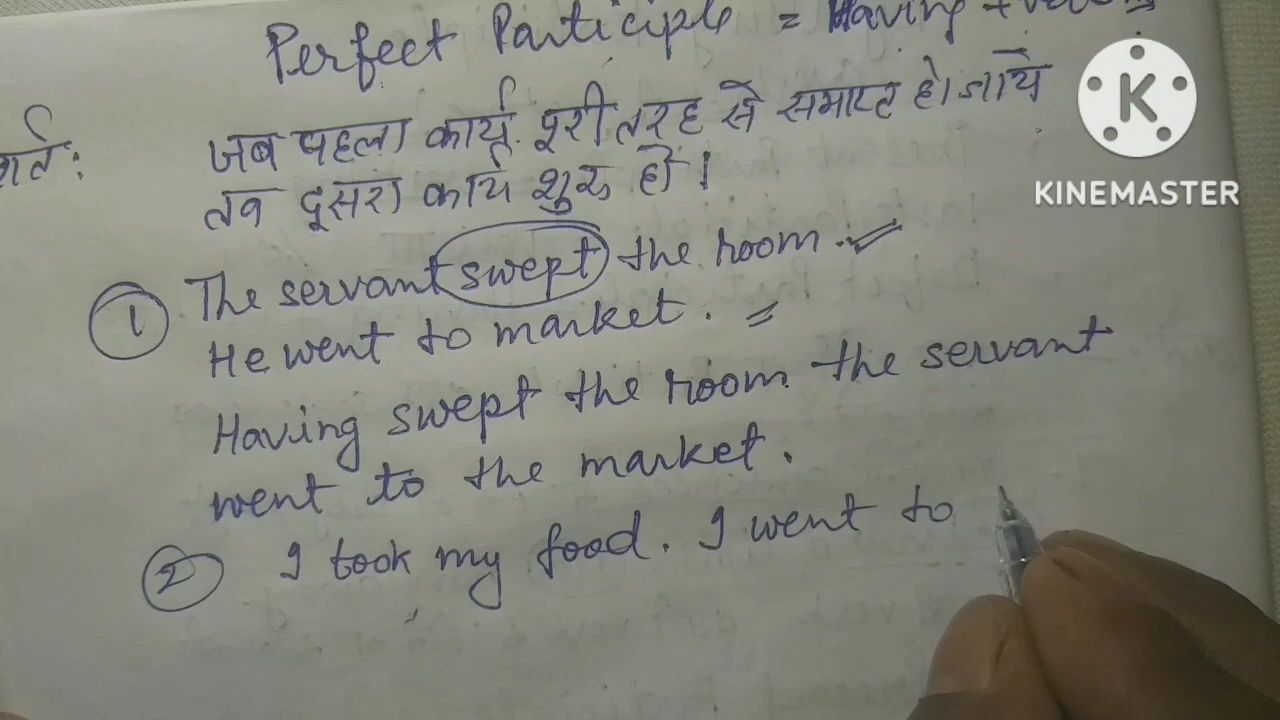 Perfect Participle = Having +
जब पहला कार्य पूरी तरह से समाप्त हो जाये
तब दूसरा कार्य शुरू हो।
① The servant swept the room.
He went to market.
Having swept the room the servant
went to the market.
② I took my food. I went to
K
KINEMASTER